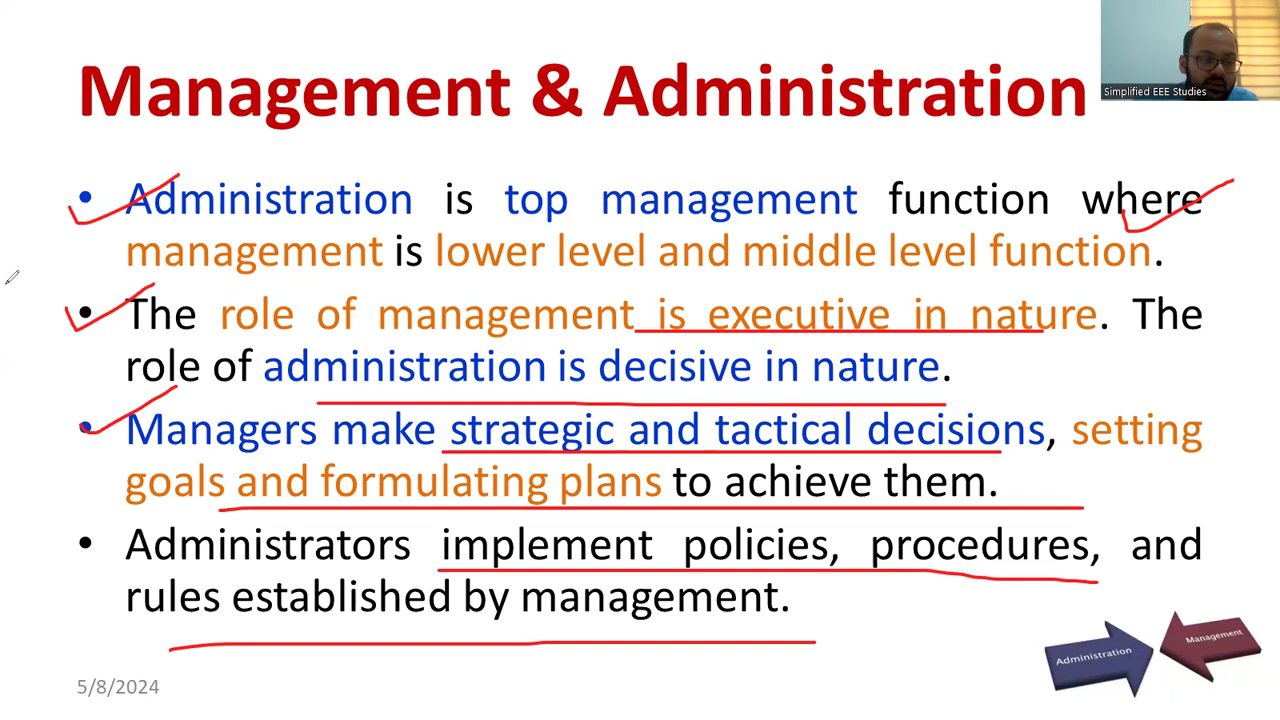 Management & Administration
Simplified EEE Studies
• Administration is top management function where
management is lower level and middle level function.
• The role of management is executive in nature. The
role of administration is decisive in nature.
• Managers make strategic and tactical decisions, setting
goals and formulating plans to achieve them.
• Administrators implement policies, procedures, and
rules established by management.
Administration
Management
5/8/2024